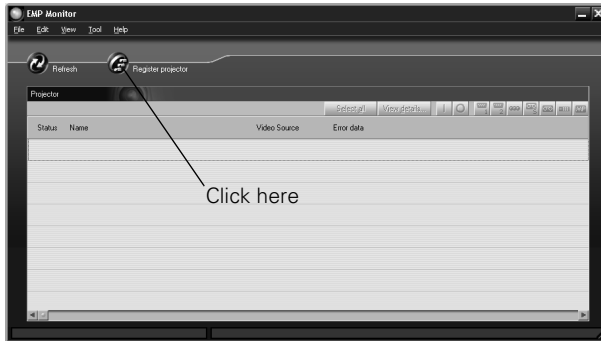 EMP Monitor
File Edit View Tool Help
Refresh Register projector
Projector
Select all View details...
Status Name Video Source Error data
Click here